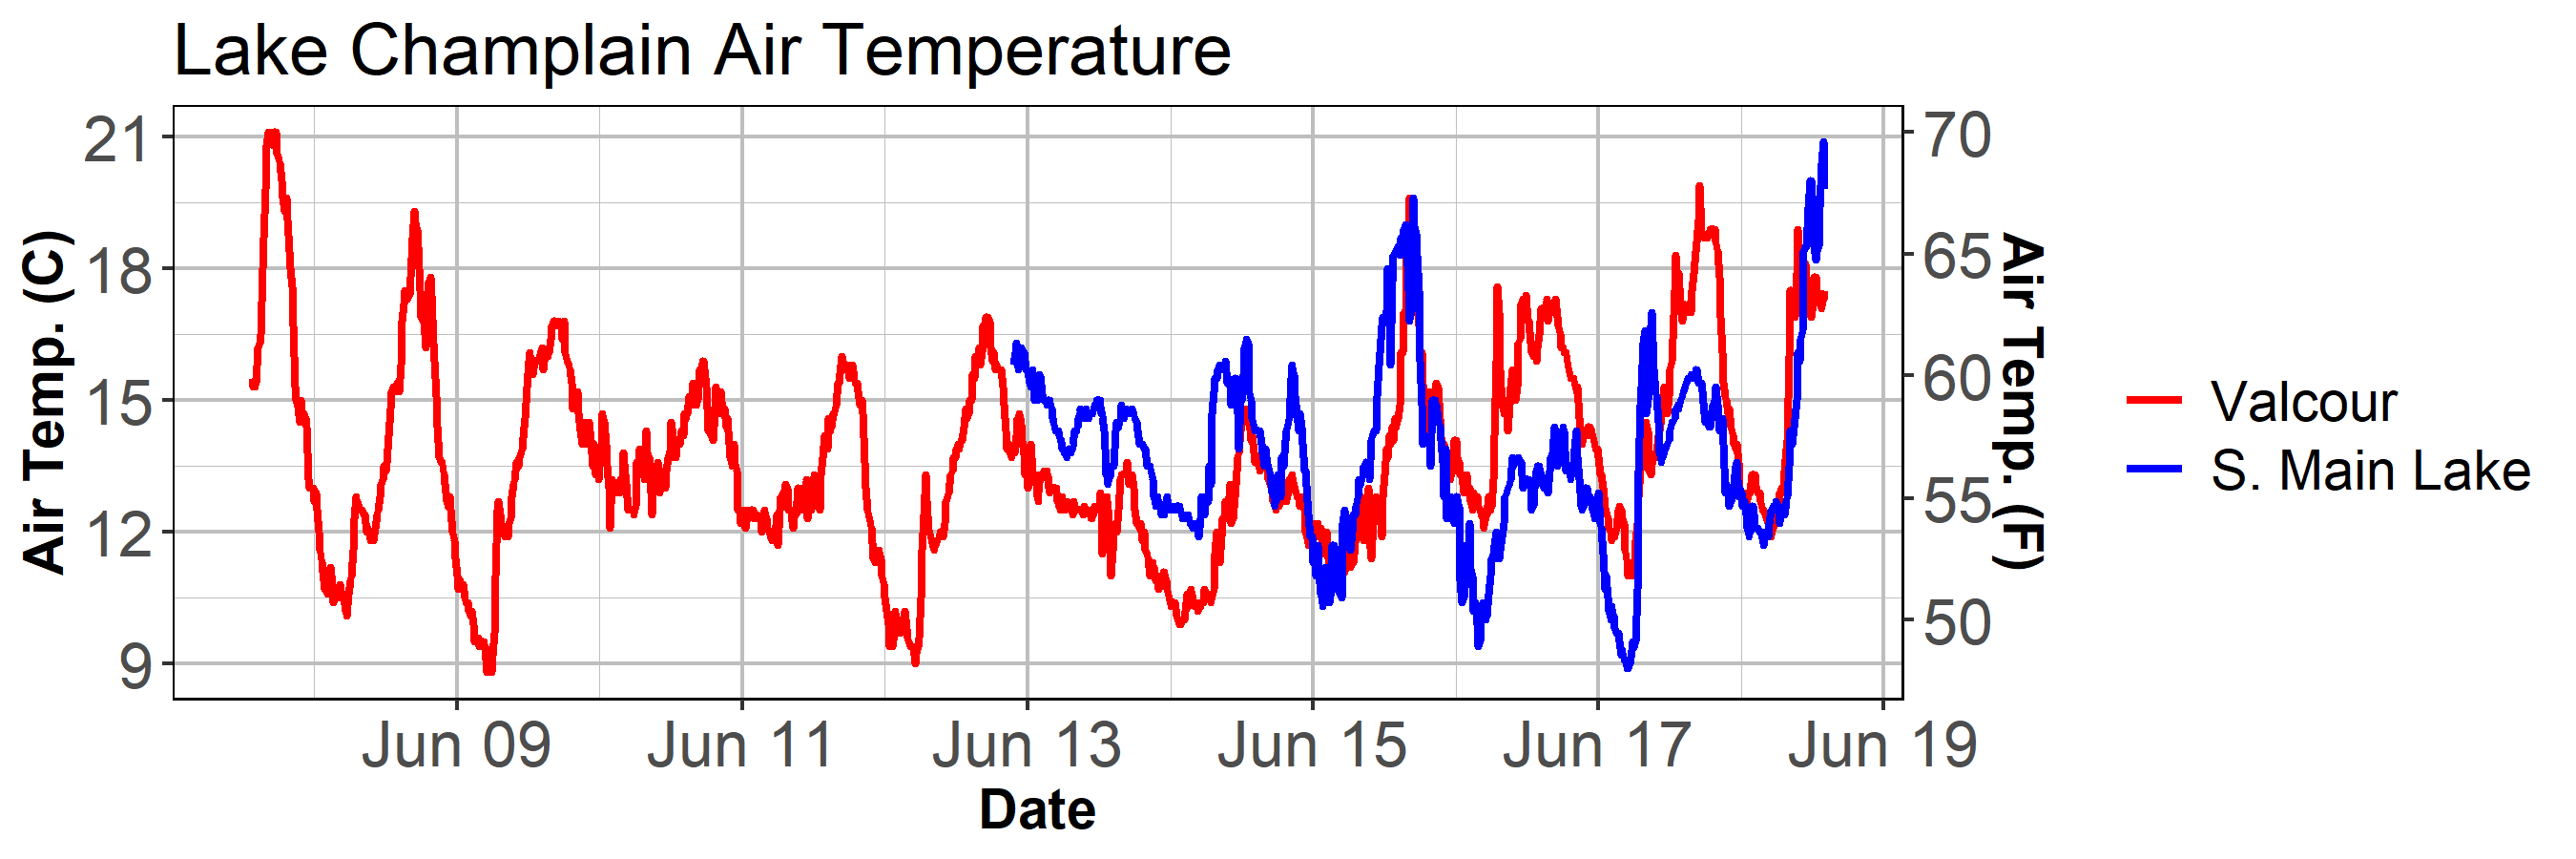 Lake Champlain Air Temperature
Air Temp. (C)
21
18
15
12
9
70
65
60
55
50
Air Temp. (F)
Jun 09 Jun 11 Jun 13 Jun 15 Jun 17 Jun 19
Date
Valcour
S. Main Lake